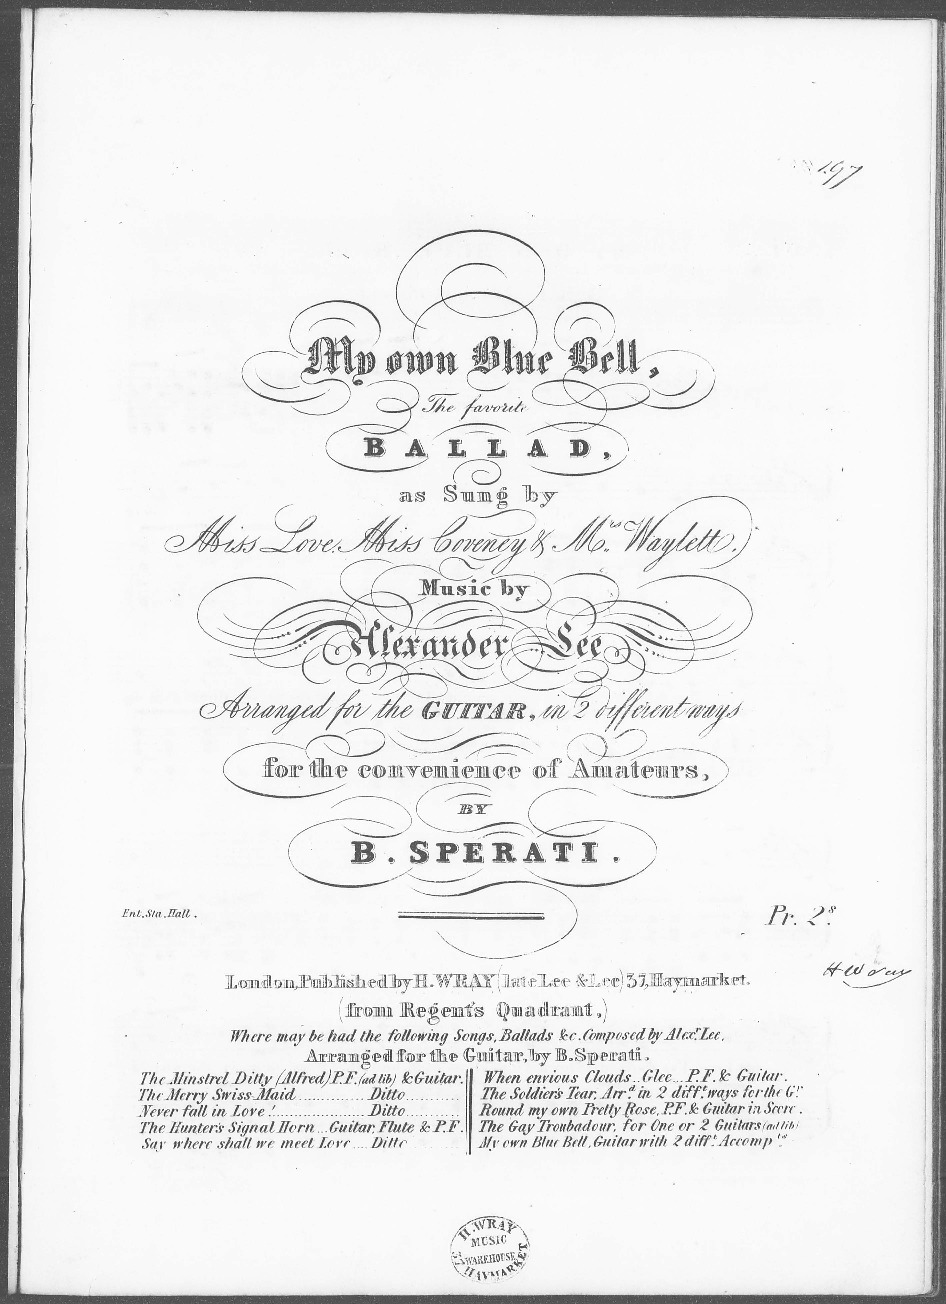 197
My own Blue Bell,
The favorite
BALLAD,
as Sung by
Miss Love, Miss Coveney & Mrs. Waylett.
Music by
Alexander Lee
Arranged for the GUITAR, in 2 different ways
for the convenience of Amateurs,
BY
B. SPERATI.
Ent. Sta. Hall.
Pr. 2s.
H Wray
London, Published by H. WRAY (late Lee & Lee) 37, Haymarket.
(from Regent's Quadrant,)
Where may be had the following Songs, Ballads &c. Composed by Alexr. Lee,
Arranged for the Guitar, by B. Sperati.
The Minstrel Ditty (Alfred) P.F. (ad lib) & Guitar.
The Merry Swiss Maid ............ Ditto ........
Never fall in Love! ............ Ditto ........
The Hunter's Signal Horn ... Guitar, Flute & P.F.
Say where shall we meet Love .... Ditto
When envious Clouds .. Glee ... P.F. & Guitar.
The Soldier's Tear, Arrd. in 2 difft. ways for the Gr.
Round my own Pretty Rose, P.F. & Guitar in Score.
The Gay Troubadour, for One or 2 Guitars (ad lib)
My own Blue Bell, Guitar with 2 difft. Accompts.
H. WRAY
MUSIC
WAREHOUSE
37 HAYMARKET